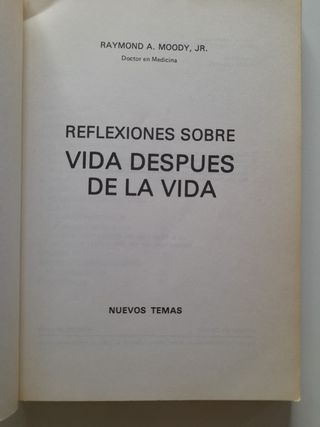 RAYMOND A. MOODY, JR.
Doctor en Medicina
REFLEXIONES SOBRE
VIDA DESPUES
DE LA VIDA
NUEVOS TEMAS